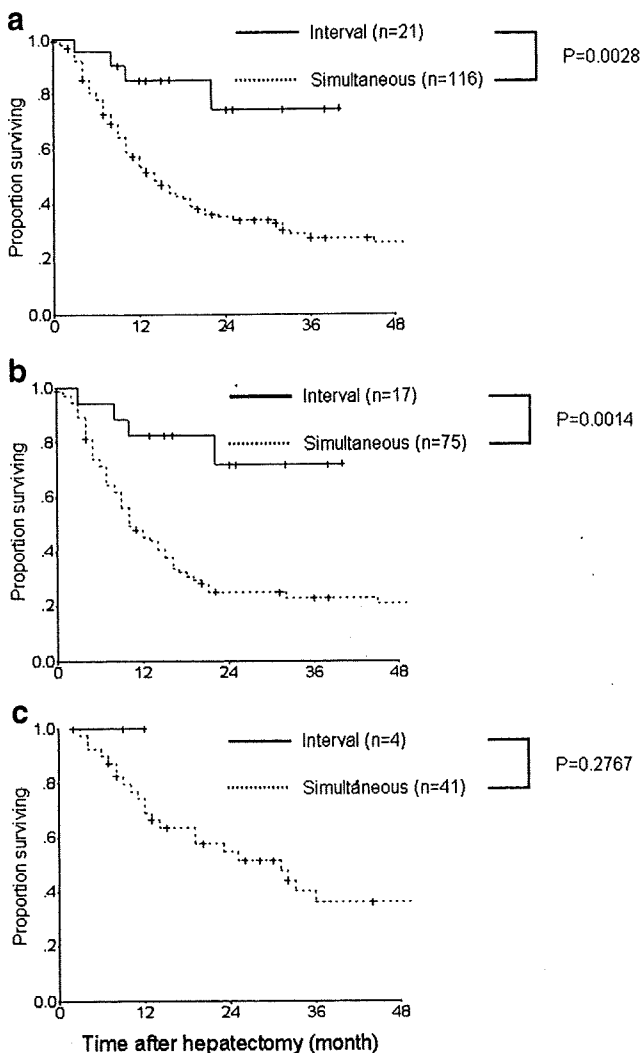 a
Interval (n=21)
P=0.0028
Simultaneous (n=116)
Proportion surviving
1.0
.8
.6
.4
.2
0.0
0
12
24
36
48
b
Interval (n=17)
P=0.0014
Simultaneous (n=75)
Proportion surviving
1.0
.8
.6
.4
.2
0.0
0
12
24
36
48
c
Interval (n=4)
P=0.2767
Simultaneous (n=41)
Proportion surviving
1.0
.8
.6
.4
.2
0.0
0
12
24
36
48
Time after hepatectomy (month)